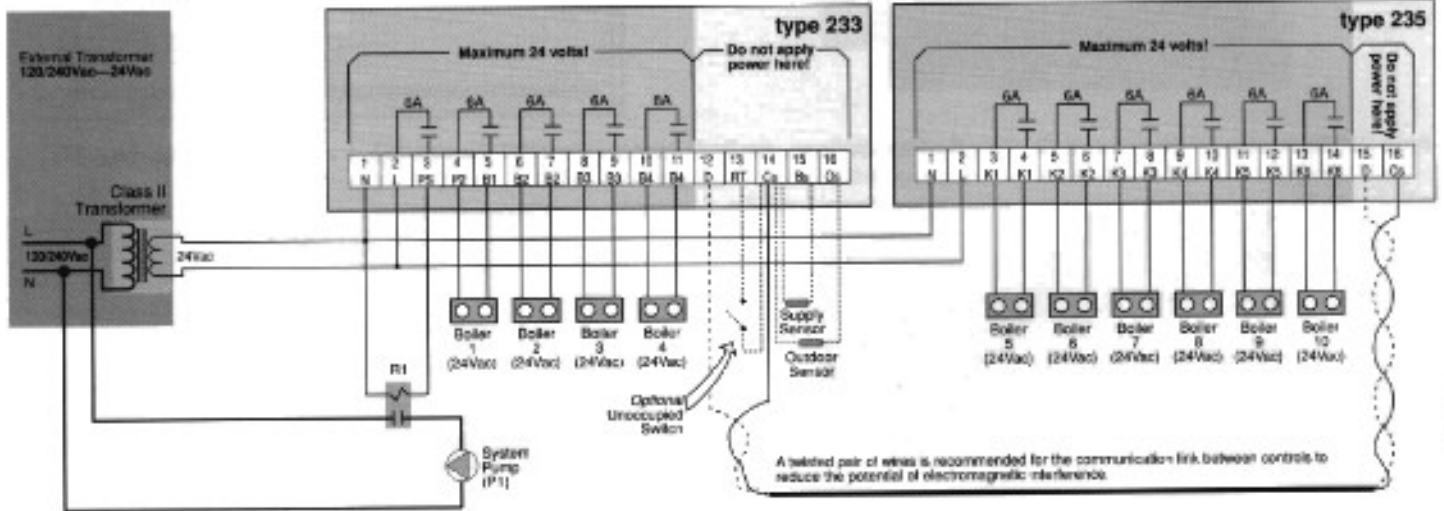 External Transformer
120/240Vac—24Vac
Class II
Transformer
L
120/240Vac
N
24Vac
type 233
Maximum 24 volts!
Do not apply
power here!
6A 6A 6A 6A 6A
1 2 3 4 5 6 7 8 9 10 11 12 13 14 15 16
N L PS P2 B1 B2 B2 B3 B3 B4 B4 D RT Co Bs Os
type 235
Maximum 24 volts!
Do not apply
power here!
6A 6A 6A 6A 6A 6A
1 2 3 4 5 6 7 8 9 10 11 12 13 14 15 16
N L K1 K1 K2 K2 K3 K3 K4 K4 K5 K5 K6 K6 D Co
Boiler
1
(24Vac)
Boiler
2
(24Vac)
Boiler
3
(24Vac)
Boiler
4
(24Vac)
Supply
Sensor
Outdoor
Sensor
Boiler
5
(24Vac)
Boiler
6
(24Vac)
Boiler
7
(24Vac)
Boiler
8
(24Vac)
Boiler
9
(24Vac)
Boiler
10
(24Vac)
R1
Optional
Unoccupied
Switch
System
Pump
(P1)
A twisted pair of wires is recommended for the communication link between controls to
reduce the potential of electromagnetic interference.